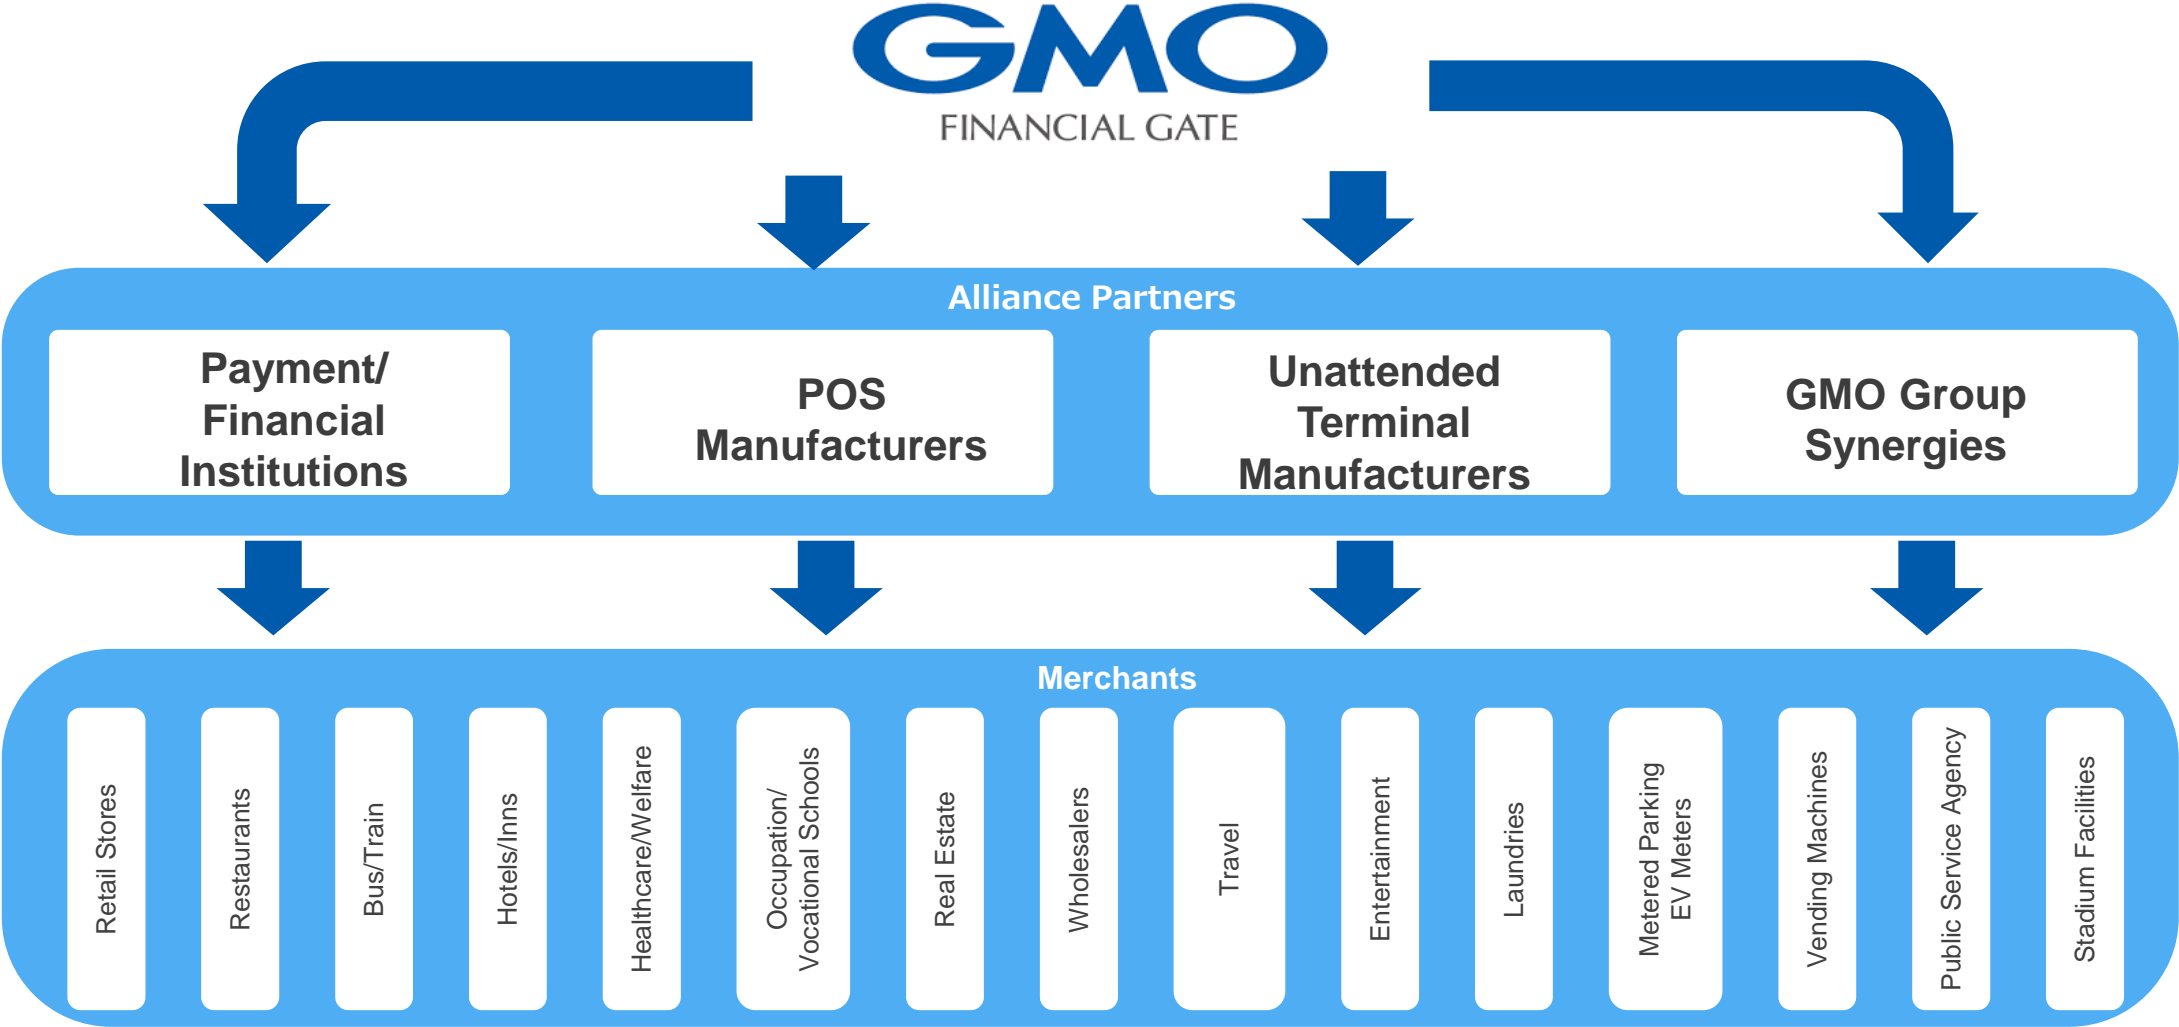 GMO
FINANCIAL GATE
Alliance Partners
Payment/
Financial
Institutions
POS
Manufacturers
Unattended
Terminal
Manufacturers
GMO Group
Synergies
Merchants
Retail Stores
Restaurants
Bus/Train
Hotels/Inns
Healthcare/Welfare
Occupation/
Vocational Schools
Real Estate
Wholesalers
Travel
Entertainment
Laundries
Metered Parking
EV Meters
Vending Machines
Public Service Agency
Stadium Facilities